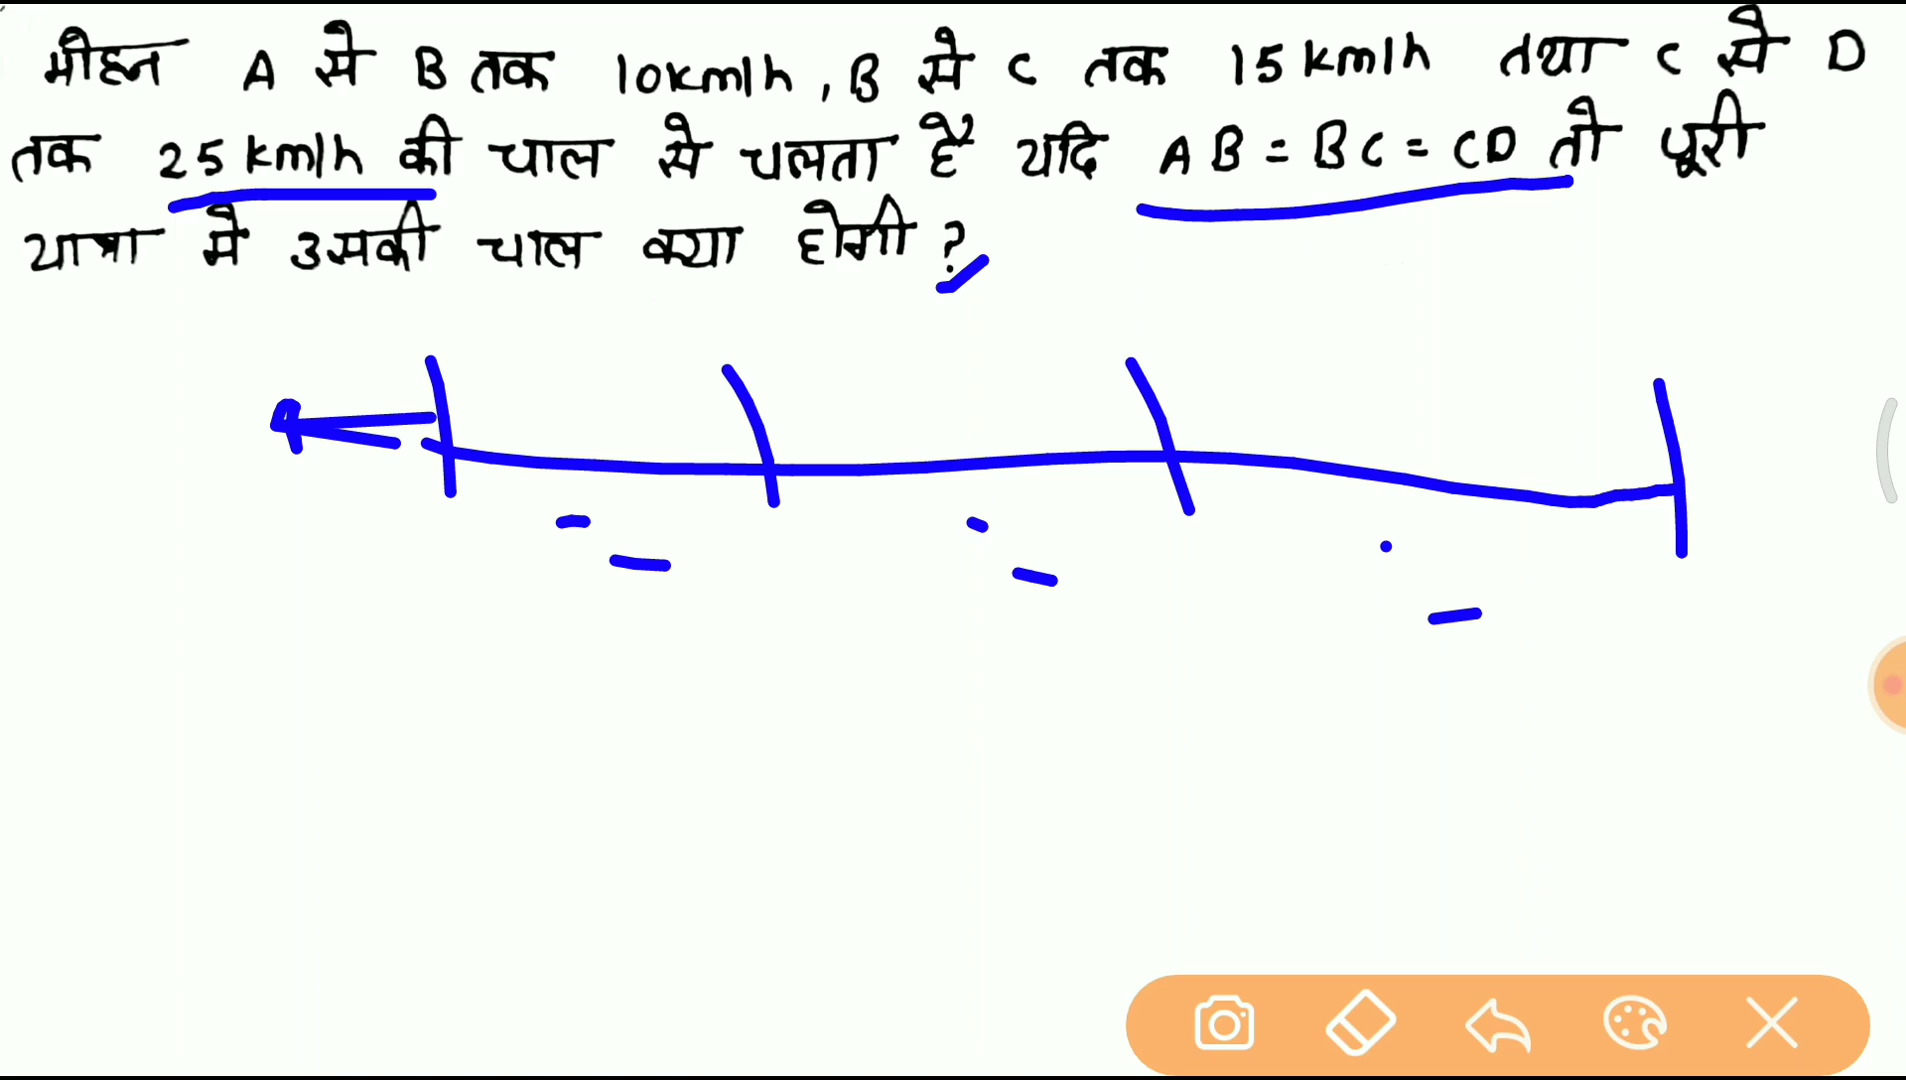 मोहन A से B तक 10km/h, B से C तक 15km/h तथा C से D
तक 25km/h की चाल से चलता हैं यदि AB=BC=CD तो पूरी
यात्रा में उसकी चाल क्या होगी?